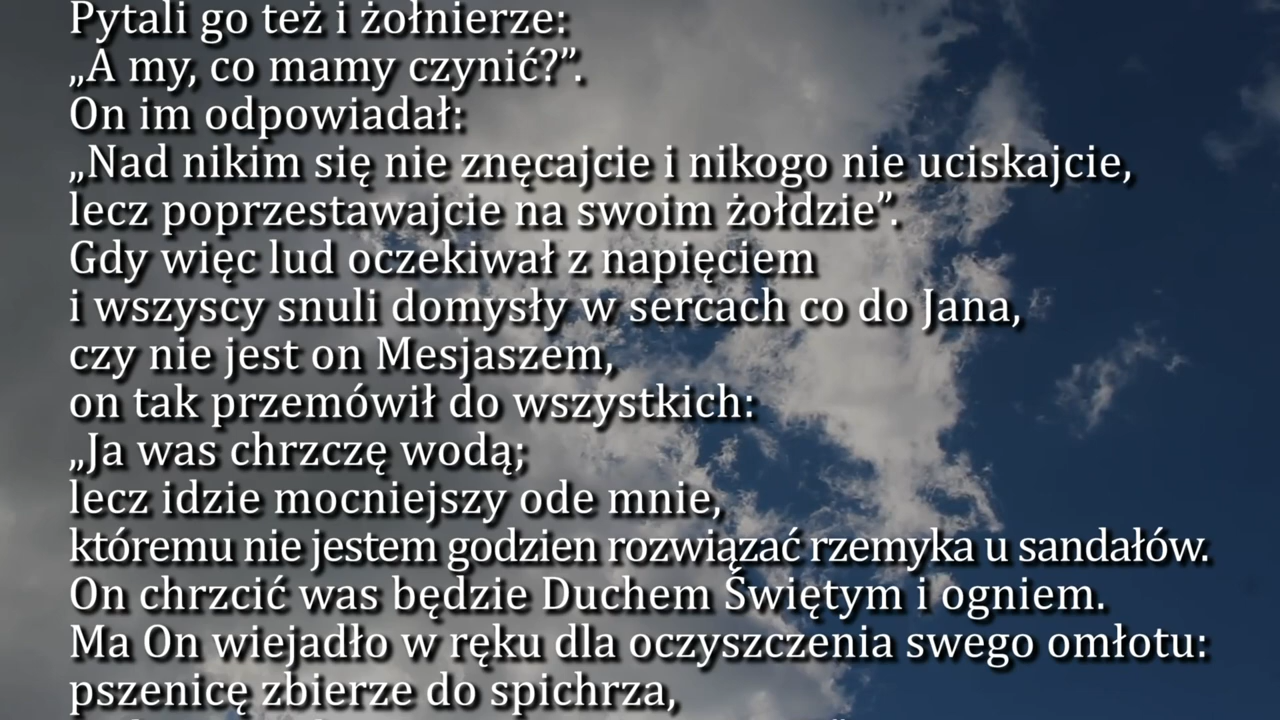 Pytali go też i żołnierze:
„A my, co mamy czynić?”.
On im odpowiadał:
„Nad nikim się nie znęcajcie i nikogo nie uciskajcie,
lecz poprzestawajcie na swoim żołdzie”.
Gdy więc lud oczekiwał z napięciem
i wszyscy snuli domysły w sercach co do Jana,
czy nie jest on Mesjaszem,
on tak przemówił do wszystkich:
„Ja was chrzczę wodą;
lecz idzie mocniejszy ode mnie,
któremu nie jestem godzien rozwiązać rzemyka u sandałów.
On chrzcić was będzie Duchem Świętym i ogniem.
Ma On wiejadło w ręku dla oczyszczenia swego omłotu:
pszenicę zbierze do spichrza,